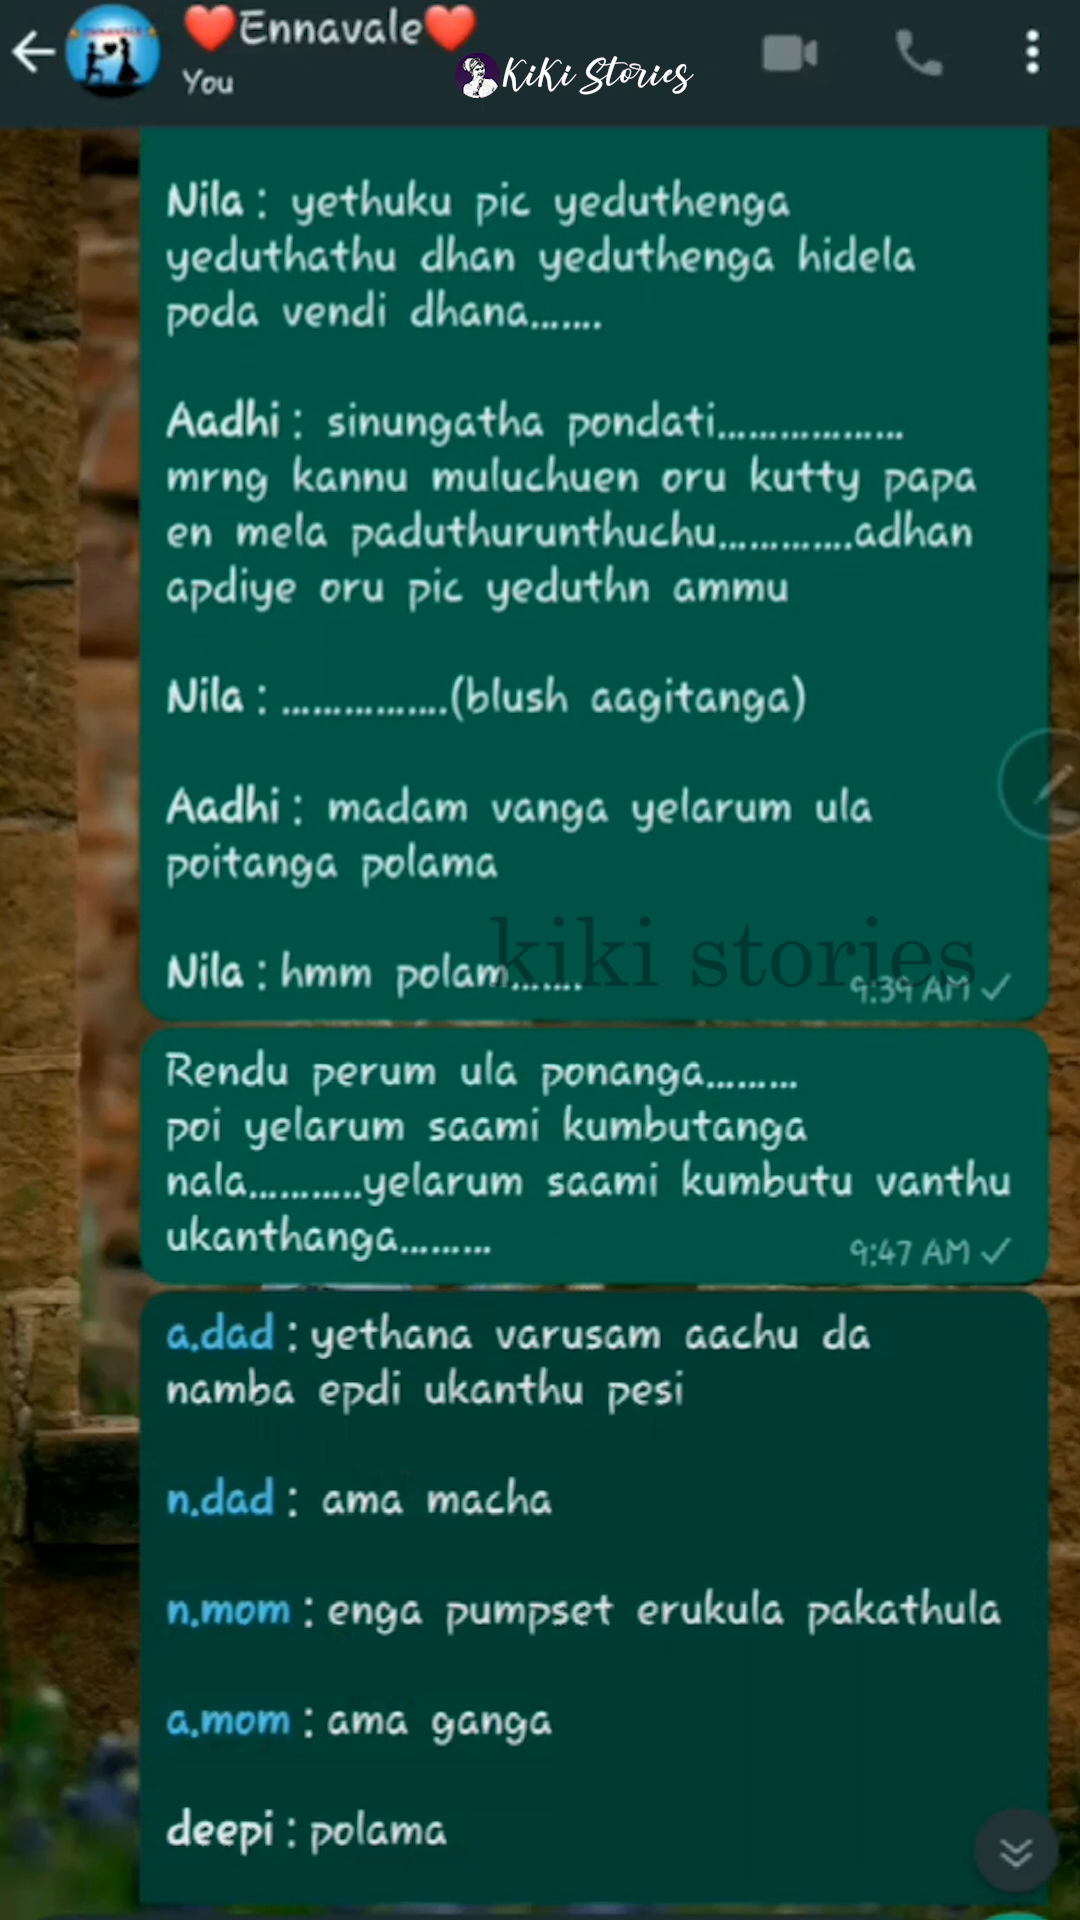 ❤️Ennavale❤️
You
KiKi Stories
Nila : yethuku pic yeduthenga
yeduthathu dhan yeduthenga hidela
poda vendi dhana.......
Aadhi : sinungatha pondati..................
mrng kannu muluchuen oru kutty papa
en mela paduthurunthuchu.............adhan
apdiye oru pic yeduthn ammu
Nila : ................(blush aagitanga)
Aadhi : madam vanga yelarum ula
poitanga polama
Nila : hmm polam.......
kiki stories
9:39 AM ✓
Rendu perum ula ponanga.........
poi yelarum saami kumbutanga
nala...........yelarum saami kumbutu vanthu
ukanthanga.........
9:47 AM ✓
a.dad : yethana varusam aachu da
namba epdi ukanthu pesi
n.dad : ama macha
n.mom : enga pumpset erukula pakathula
a.mom : ama ganga
deepi : polama